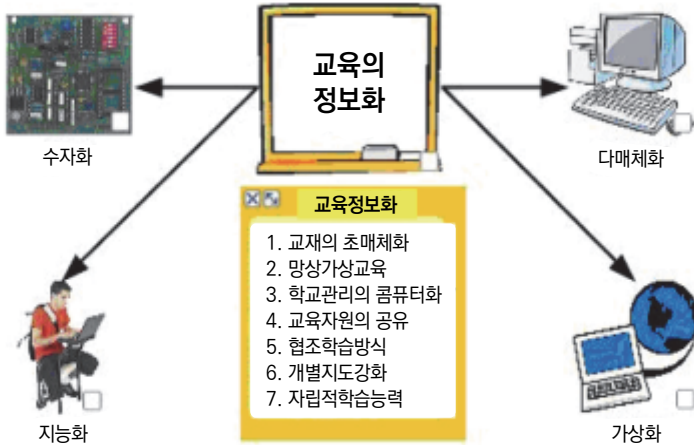 교육의
정보화
수자화
다매체화
교육정보화
1. 교재의 초매체화
2. 망상가상교육
3. 학교관리의 콤퓨터화
4. 교육자원의 공유
5. 협조학습방식
6. 개별지도강화
7. 자립적학습능력
지능화
가상화